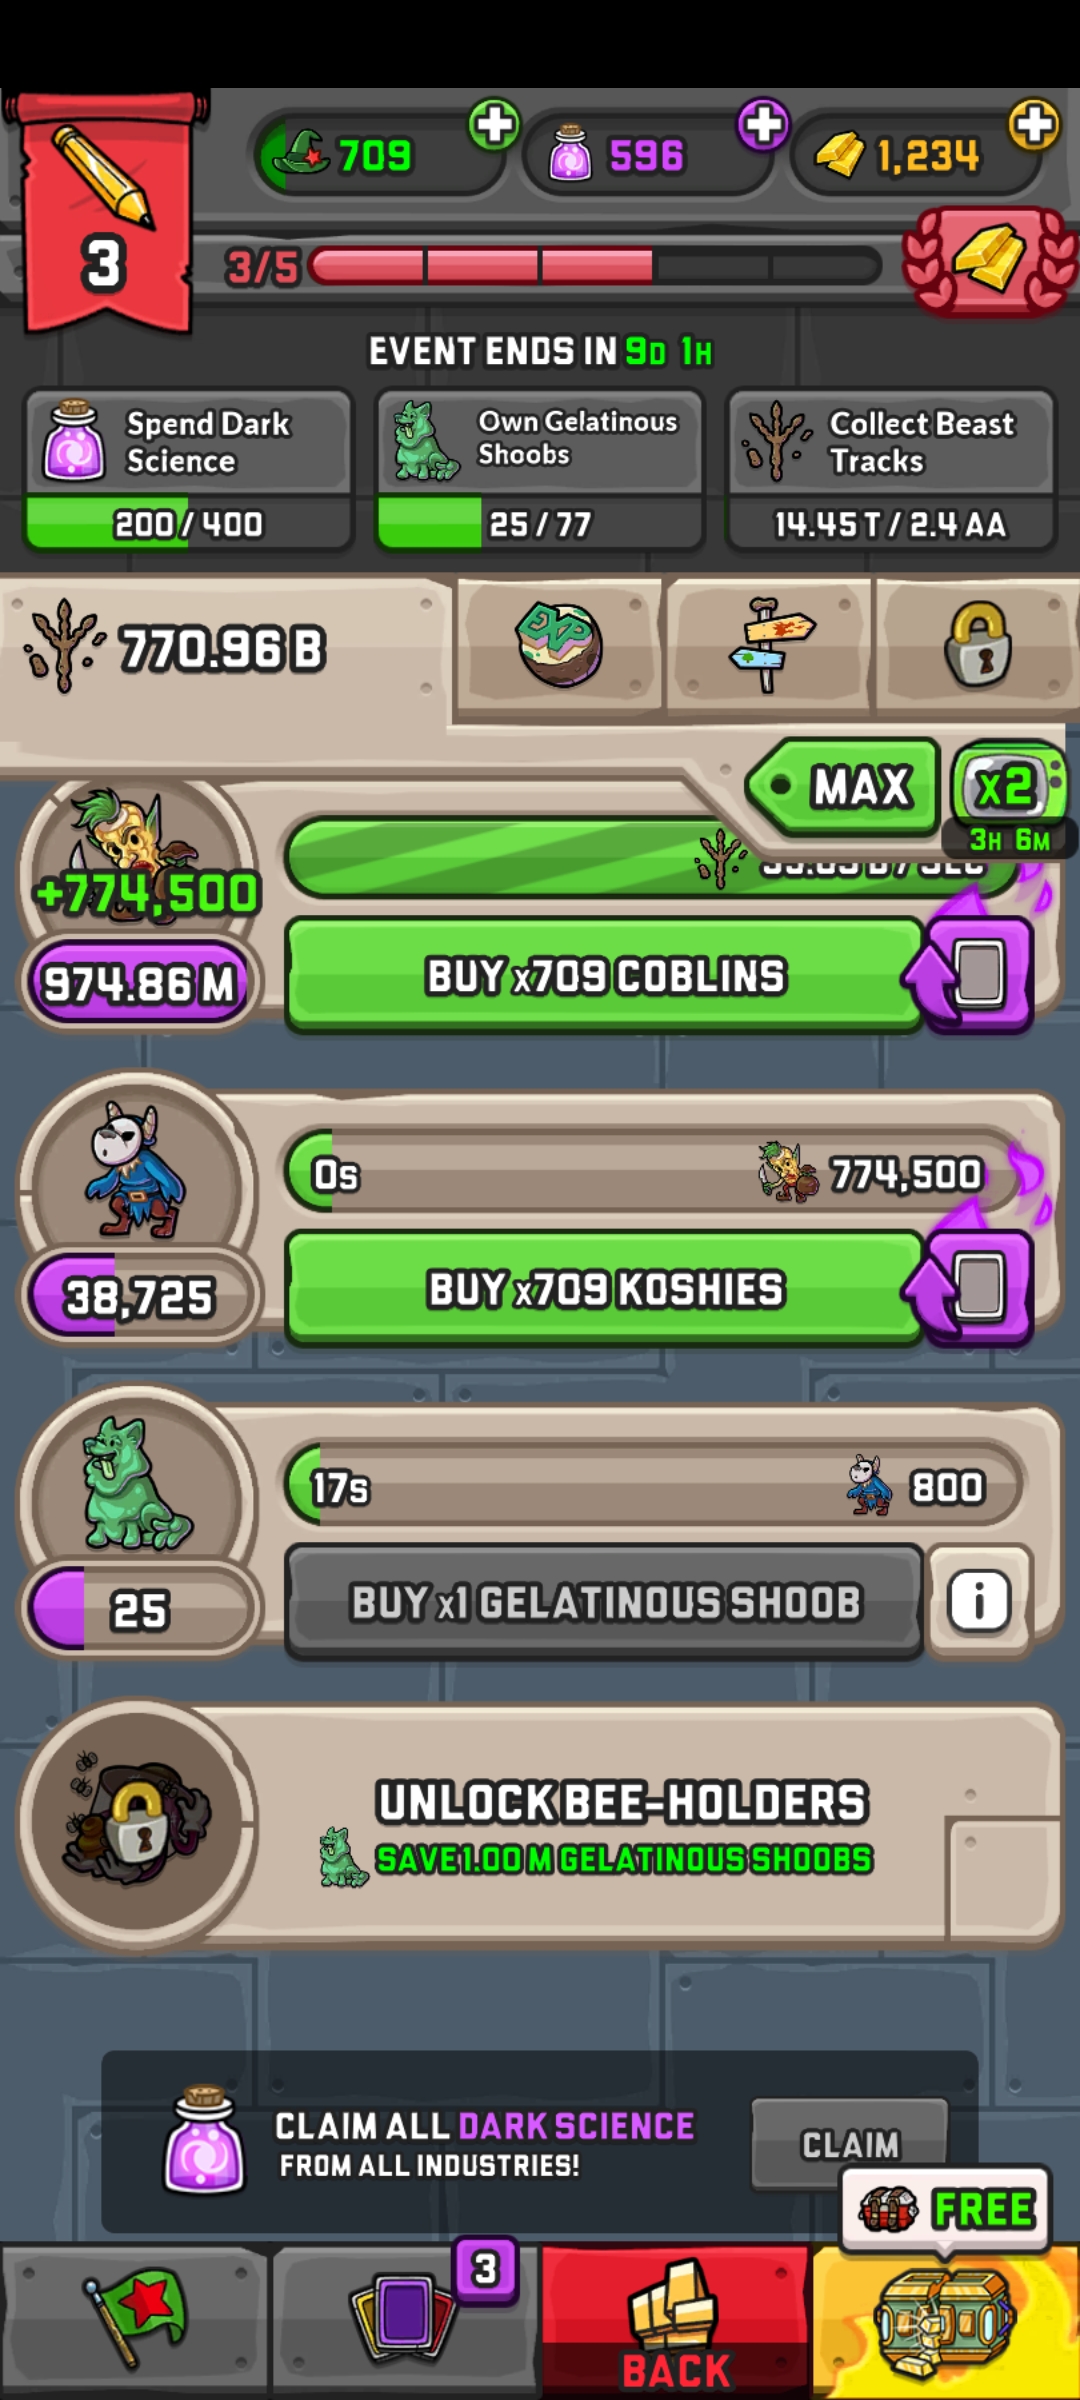 709
596
1,234
3
3/5
EVENT ENDS IN 9D 1H
Spend Dark
Science
200 / 400
Own Gelatinous
Shoobs
25 / 77
Collect Beast
Tracks
14.45 T / 2.4 AA
770.96 B
EXP
MAX
x2
3H 6M
+774,500
974.86 M
BUY x709 COBLINS
0s
774,500
38,725
BUY x709 KOSHIES
17s
800
25
BUY x1 GELATINOUS SHOOB
i
UNLOCK BEE-HOLDERS
SAVE 1.00 M GELATINOUS SHOOBS
CLAIM ALL DARK SCIENCE
FROM ALL INDUSTRIES!
CLAIM
FREE
3
BACK